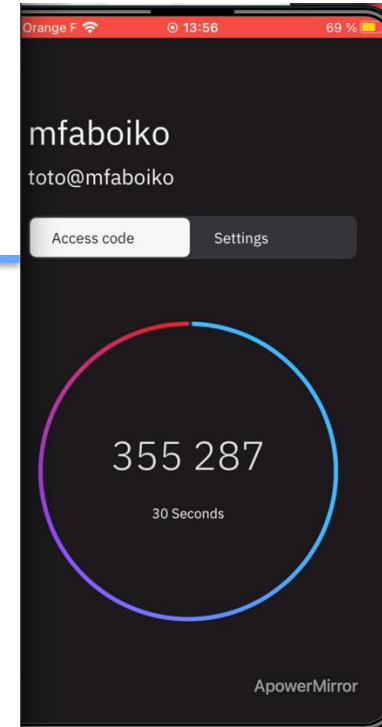 Orange F 13:56 69 %
mfaboiko
toto@mfaboiko
Access code Settings
355 287
30 Seconds
ApowerMirror